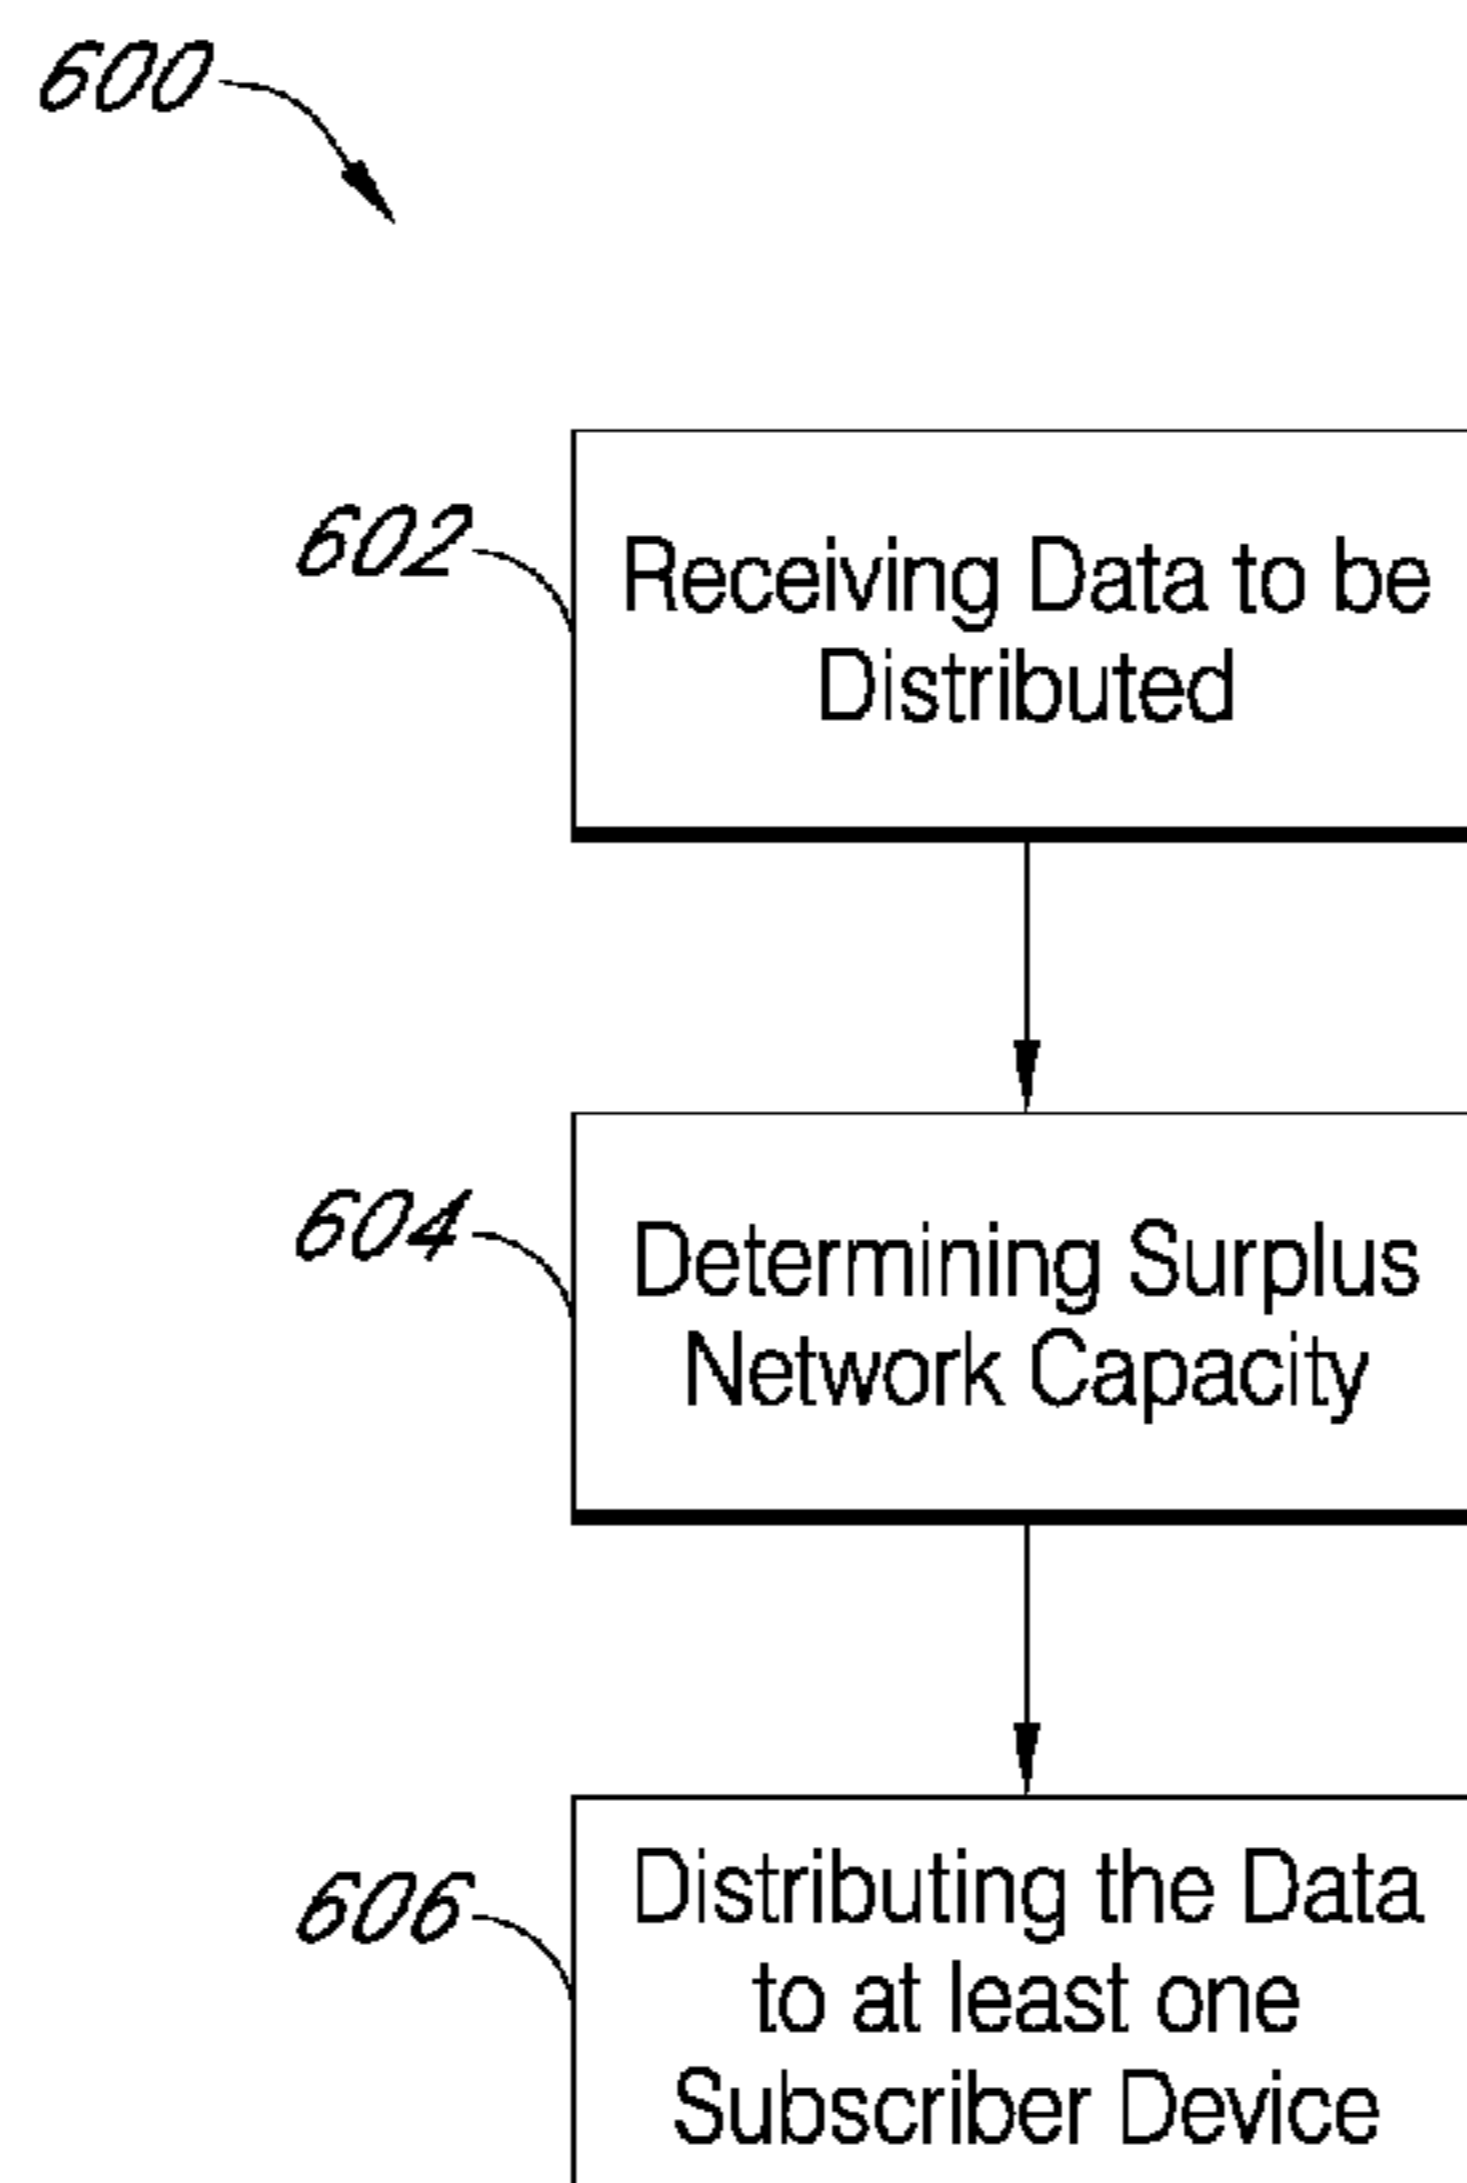 600
602
Receiving Data to be
Distributed
604
Determining Surplus
Network Capacity
606
Distributing the Data
to at least one
Subscriber Device